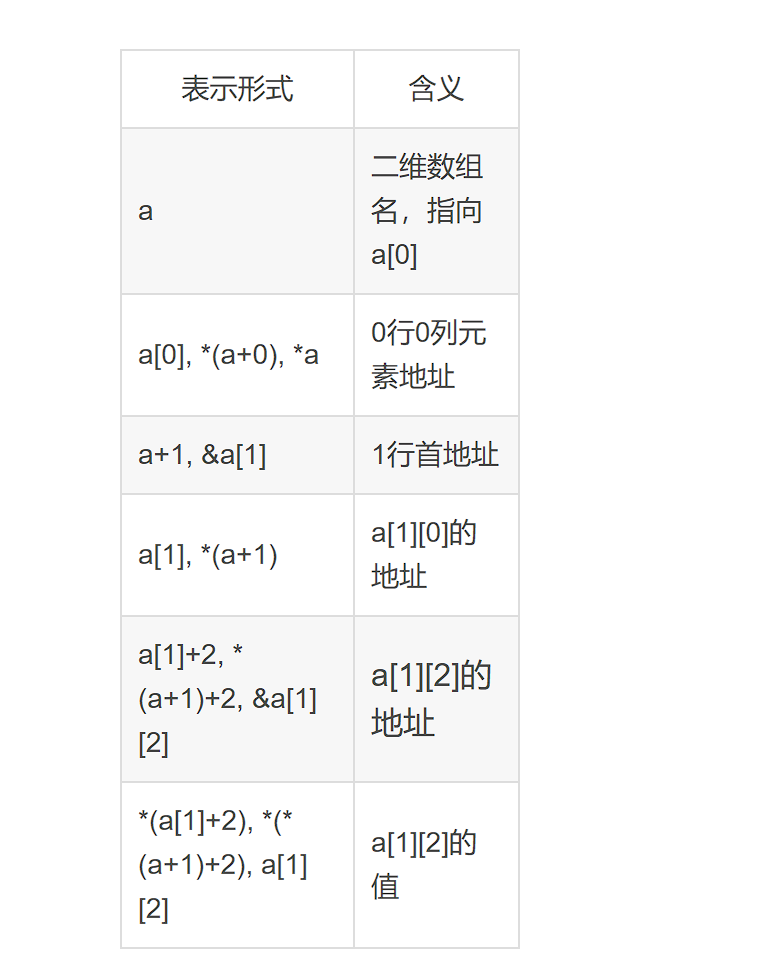 表示形式
含义
a
二维数组
名，指向
a[0]
a[0], *(a+0), *a
0行0列元
素地址
a+1, &a[1]
1行首地址
a[1], *(a+1)
a[1][0]的
地址
a[1]+2, *
(a+1)+2, &a[1]
[2]
a[1][2]的
地址
*(a[1]+2), *(*
(a+1)+2), a[1]
[2]
a[1][2]的
值